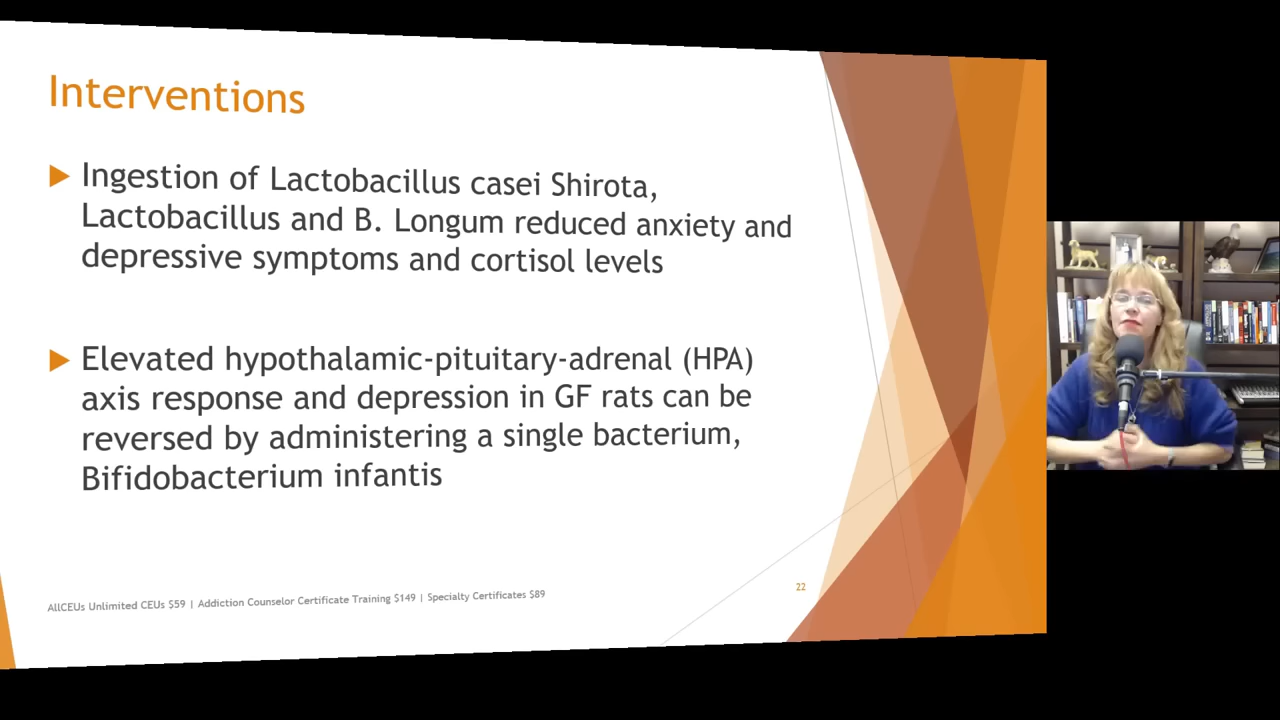 Interventions
Ingestion of Lactobacillus casei Shirota,
Lactobacillus and B. Longum reduced anxiety and
depressive symptoms and cortisol levels
Elevated hypothalamic-pituitary-adrenal (HPA)
axis response and depression in GF rats can be
reversed by administering a single bacterium,
Bifidobacterium infantis
AllCEUs Unlimited CEUs $59 | Addiction Counselor Certificate Training $149 | Specialty Certificates $89
22